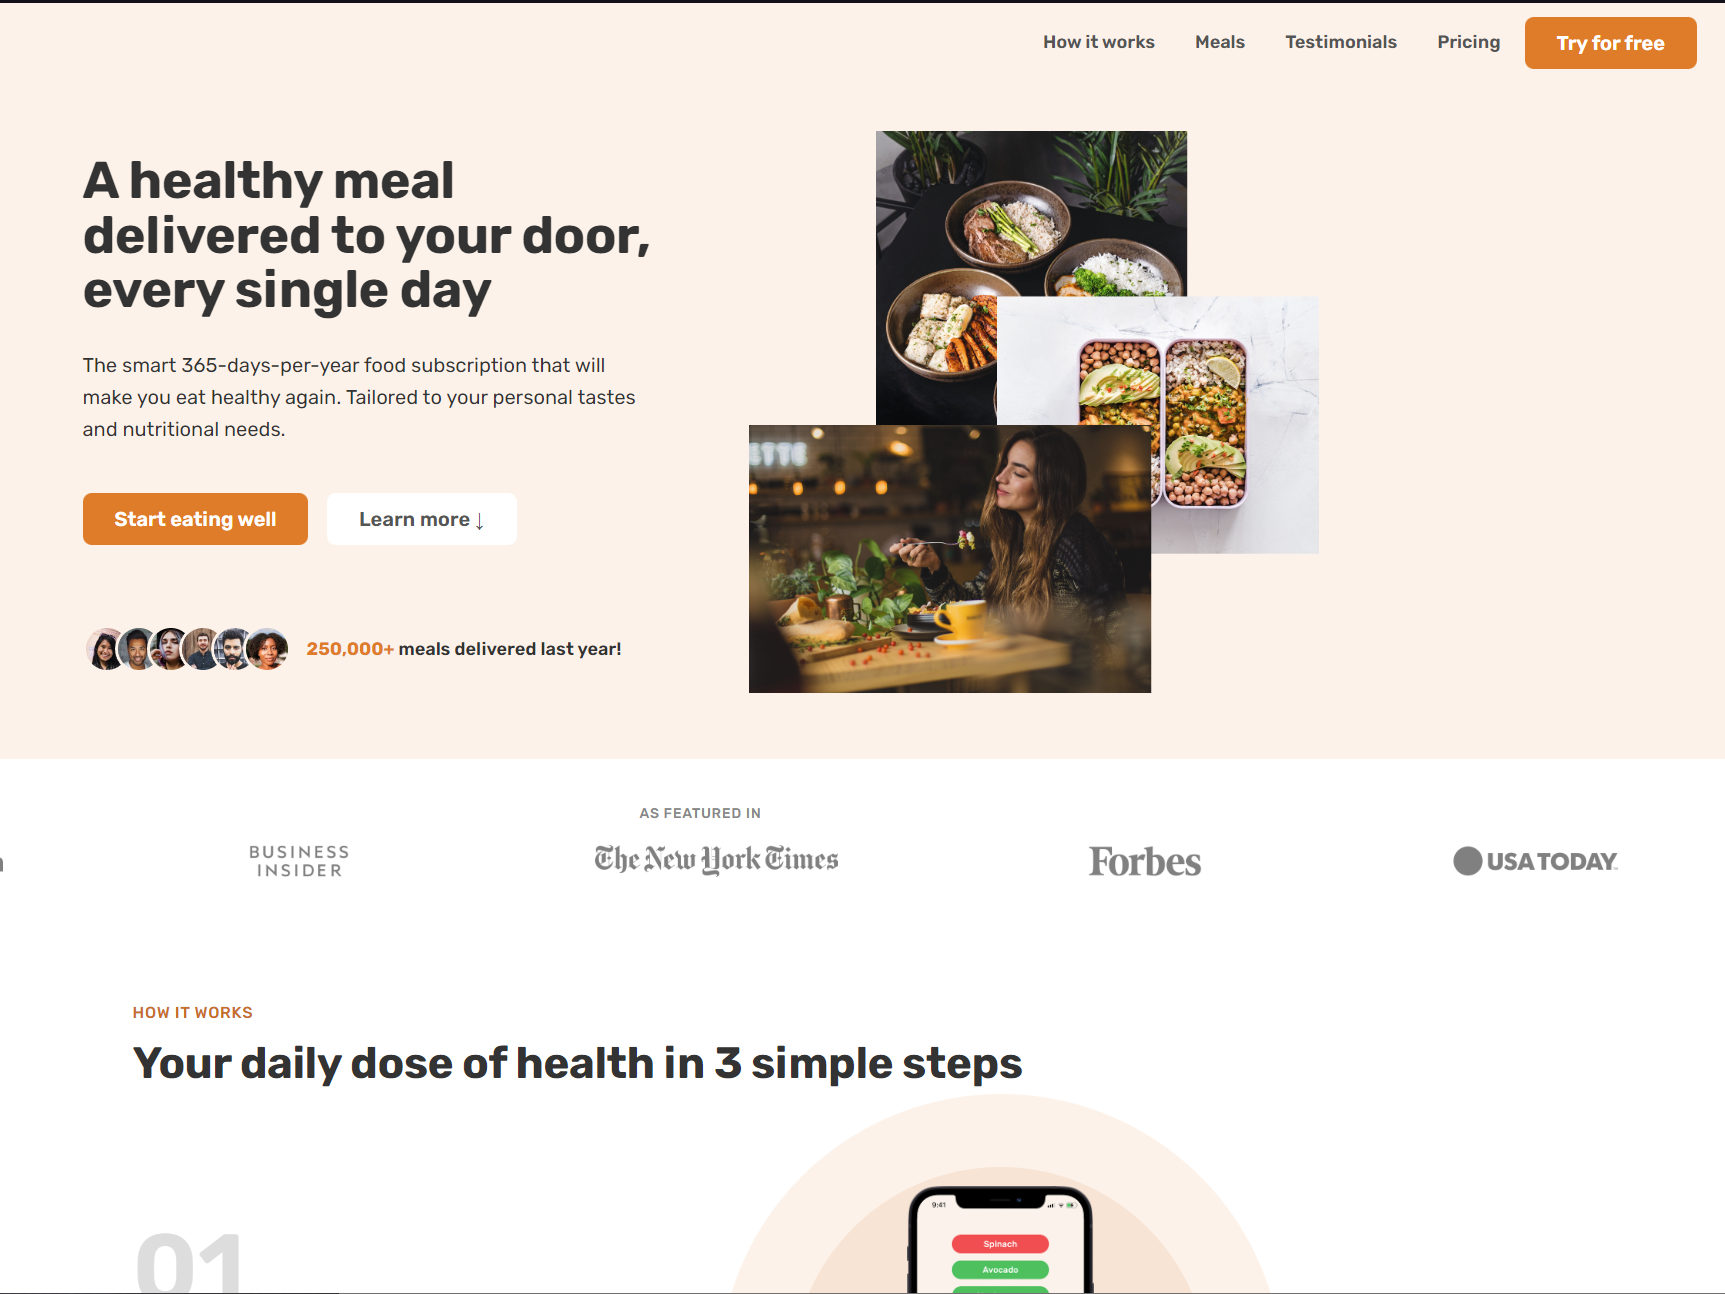 How it works
Meals
Testimonials
Pricing
Try for free
A healthy meal
delivered to your door,
every single day
The smart 365-days-per-year food subscription that will
make you eat healthy again. Tailored to your personal tastes
and nutritional needs.
Start eating well
Learn more ↓
250,000+ meals delivered last year!
AS FEATURED IN
BUSINESS
INSIDER
The New York Times
Forbes
USA TODAY
HOW IT WORKS
Your daily dose of health in 3 simple steps
01
9:41
Spinach
Avocado